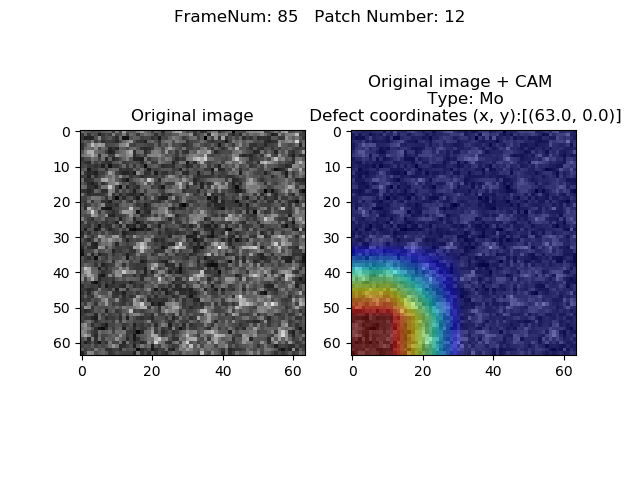 FrameNum: 85   Patch Number: 12
Original image
Original image + CAM
Type: Mo
Defect coordinates (x, y):[(63.0, 0.0)]
0
10
20
30
40
50
60
0 20 40 60
0
10
20
30
40
50
60
0 20 40 60